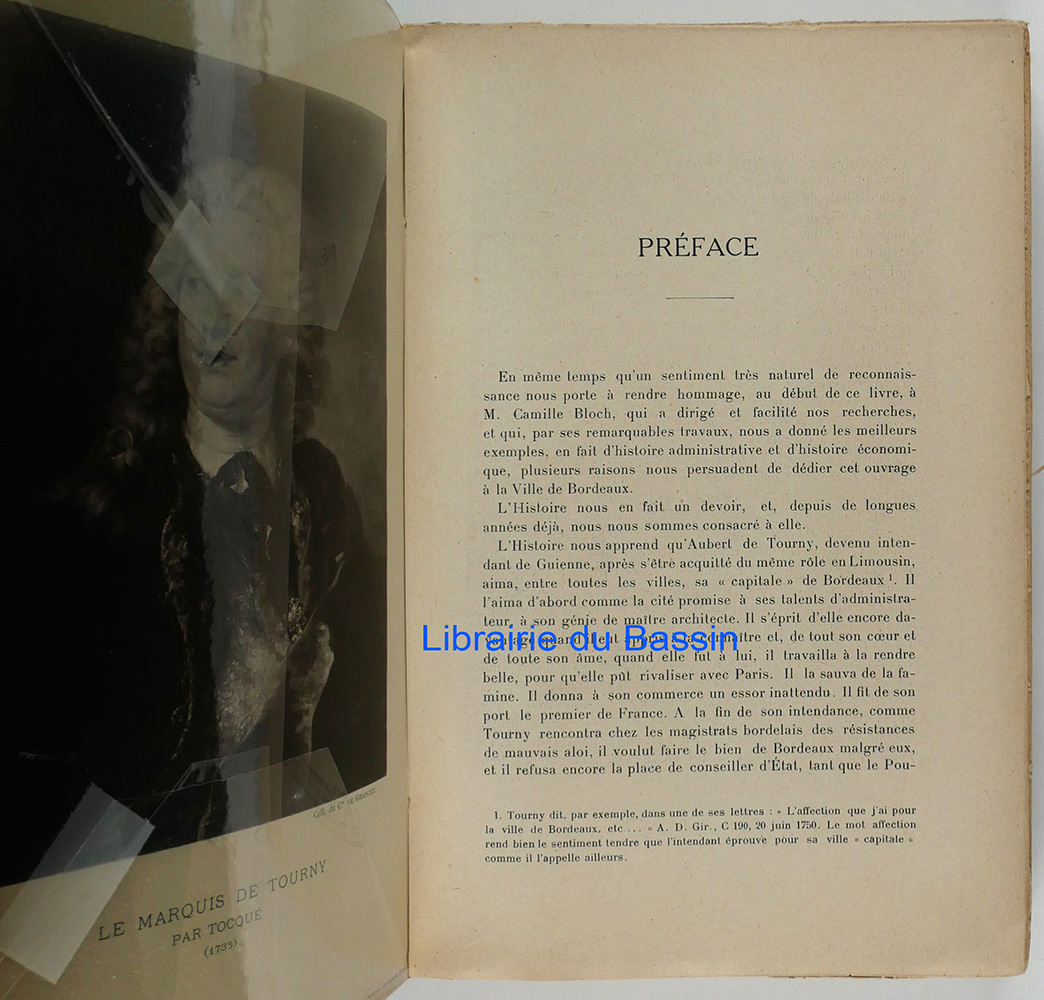 Coll. du Cte DE GRANCEY
LE MARQUIS DE TOURNY
PAR TOCQUÉ
(1735)
PRÉFACE
En même temps qu'un sentiment très naturel de reconnais-
sance nous porte à rendre hommage, au début de ce livre, à
M. Camille Bloch, qui a dirigé et facilité nos recherches,
et qui, par ses remarquables travaux, nous a donné les meilleurs
exemples, en fait d'histoire administrative et d'histoire économi-
que, plusieurs raisons nous persuadent de dédier cet ouvrage
à la Ville de Bordeaux.
L'Histoire nous en fait un devoir, et, depuis de longues
années déjà, nous nous sommes consacré à elle.
L'Histoire nous apprend qu'Aubert de Tourny, devenu inten-
dant de Guienne, après s'être acquitté du même rôle en Limousin,
aima, entre toutes les villes, sa « capitale » de Bordeaux 1. Il
l'aima d'abord comme la cité promise à ses talents d'administra-
teur, à son génie de maître architecte. Il s'éprit d'elle encore da-
vantage quand il eut appris à la connaître et, de tout son cœur et
Librairie du Bassin
de toute son âme, quand elle fut à lui, il travailla à la rendre
belle, pour qu'elle pût rivaliser avec Paris. Il la sauva de la fa-
mine. Il donna à son commerce un essor inattendu. Il fit de son
port le premier de France. A la fin de son intendance, comme
Tourny rencontra chez les magistrats bordelais des résistances
de mauvais aloi, il voulut faire le bien de Bordeaux malgré eux,
et il refusa encore la place de conseiller d'État, tant que le Pou-
1. Tourny dit, par exemple, dans une de ses lettres : « L'affection que j'ai pour
la ville de Bordeaux, etc ... » A. D. Gir., C 190, 20 juin 1750. Le mot affection
rend bien le sentiment tendre que l'intendant éprouve pour sa ville « capitale »
comme il l'appelle ailleurs.